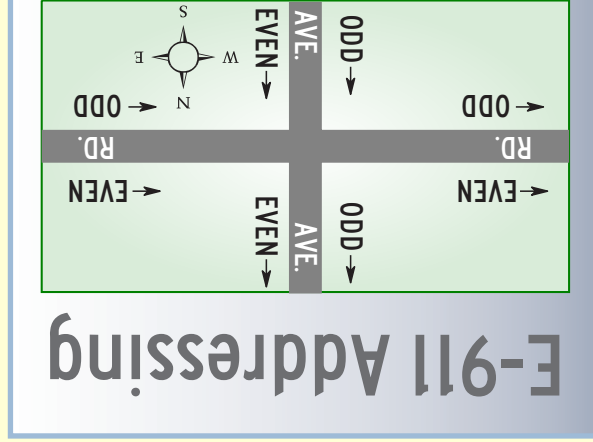 E-911 Addressing
ODD
AVE.
EVEN
EVEN
EVEN
RD.
RD.
ODD
ODD
ODD
AVE.
EVEN
N
W E
S